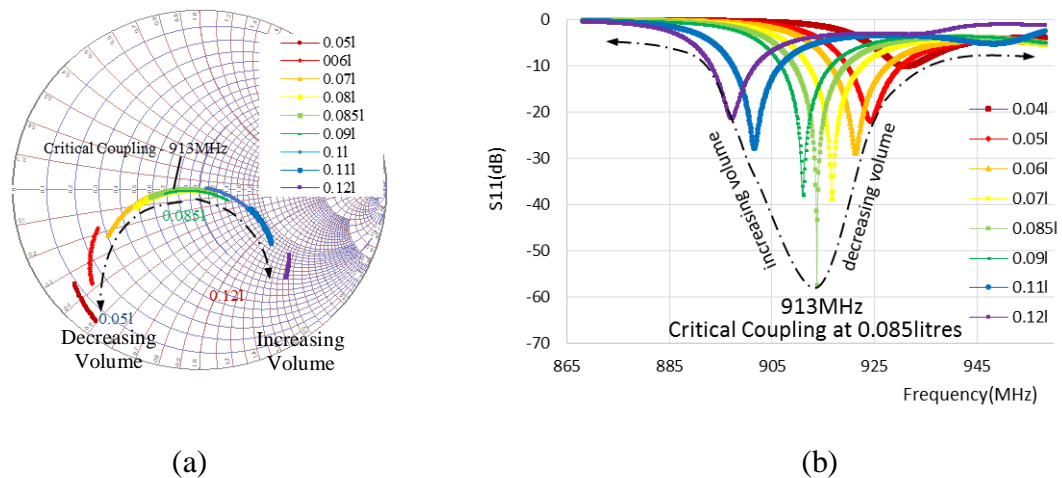 0.05l
006l
0.07l
0.08l
0.085l
0.09l
0.1l
0.11l
0.12l
Critical Coupling - 913MHz
0.085l
0.12l
0.05l
Decreasing
Volume
Increasing
Volume
(a)
0
-10
-20
-30
-40
-50
-60
-70
S11(dB)
865
885
905
925
945
Frequency(MHz)
increasing volume
decreasing volume
913MHz
Critical Coupling at 0.085litres
0.04l
0.05l
0.06l
0.07l
0.085l
0.09l
0.11l
0.12l
(b)